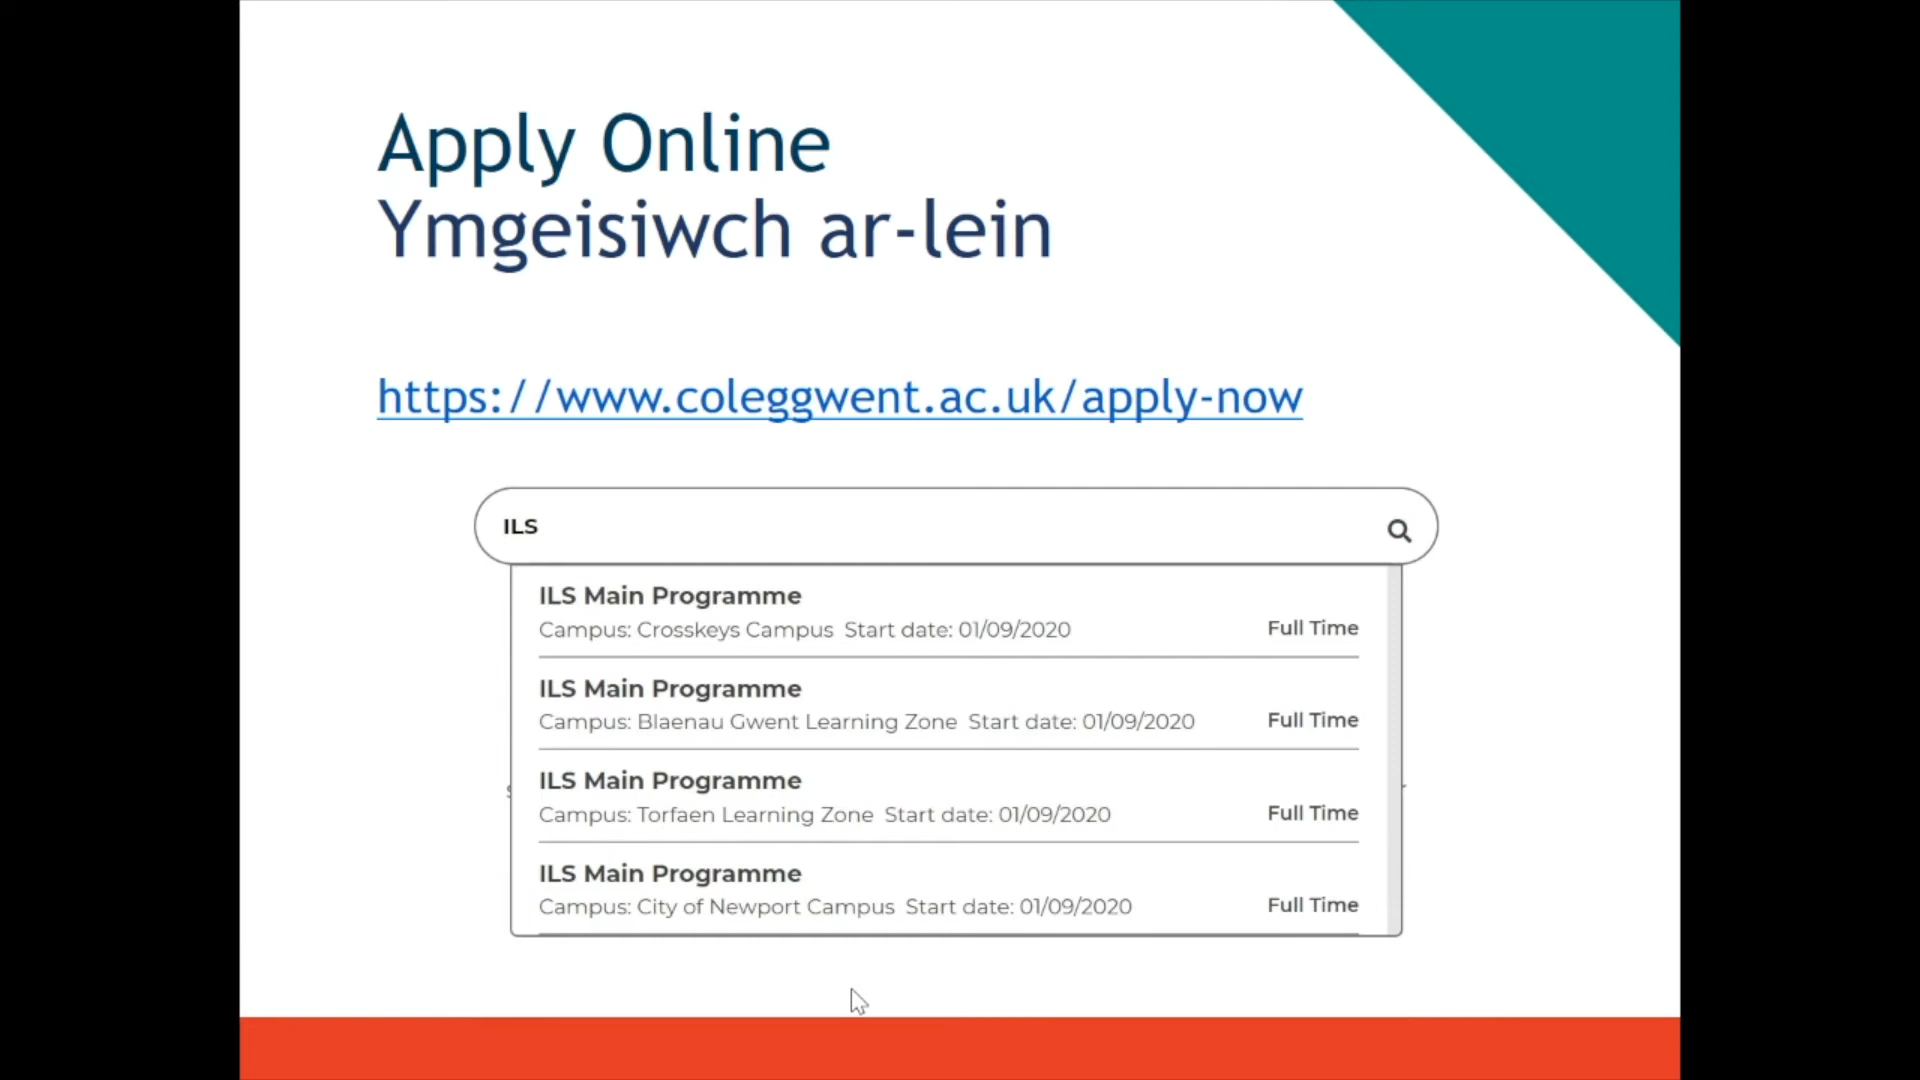 Apply Online
Ymgeisiwch ar-lein
https://www.coleggwent.ac.uk/apply-now
ILS
ILS Main Programme
Campus: Crosskeys Campus Start date: 01/09/2020 Full Time
ILS Main Programme
Campus: Blaenau Gwent Learning Zone Start date: 01/09/2020 Full Time
ILS Main Programme
Campus: Torfaen Learning Zone Start date: 01/09/2020 Full Time
ILS Main Programme
Campus: City of Newport Campus Start date: 01/09/2020 Full Time